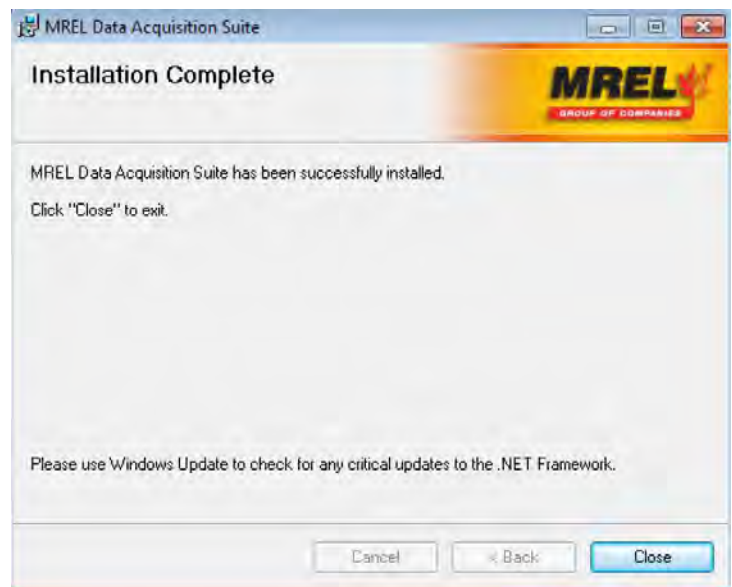 MREL Data Acquisition Suite
Installation Complete
MREL
GROUP OF COMPANIES
MREL Data Acquisition Suite has been successfully installed.
Click "Close" to exit.
Please use Windows Update to check for any critical updates to the .NET Framework.
Cancel
< Back
Close